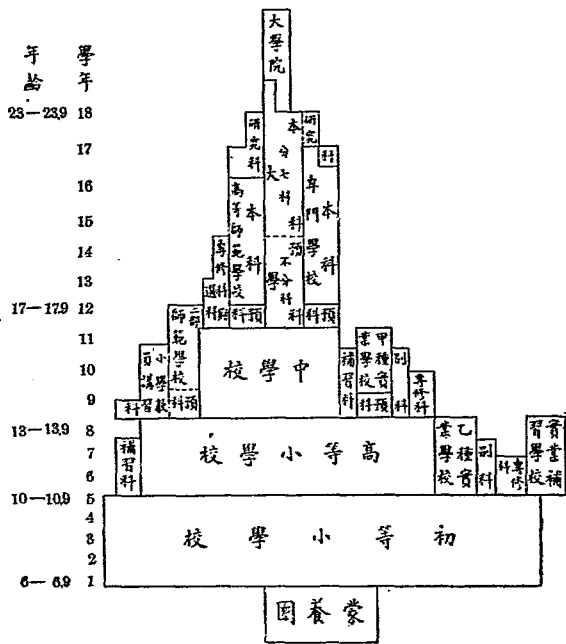 大學院
年齡
學年
23—23.9 18
17
16
15
14
13
17—17.9 12
11
10
9
13—13.9 8
7
6
10—10.9 5
4
3
2
6—6.9 1
研究科
本科
分七科
大學
預科
不分科
研究科
本科
專門學校
預科
本科
高等師範學校
預科
專修科
選科
二部
師範學校
預科
小學教員講習科
中學校
補習科
甲種實業學校
預科
別科
專修科
補習科
高等小學校
乙種實業學校
別科
專修科
實業補習學校
初等小學校
蒙養園